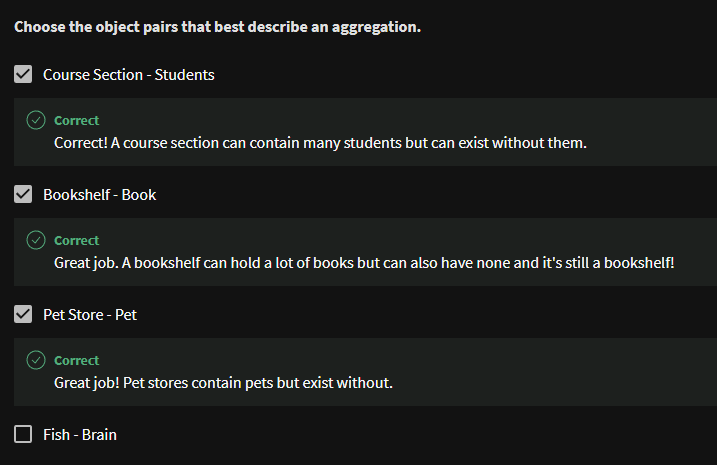 Choose the object pairs that best describe an aggregation.
Course Section - Students
Correct
Correct! A course section can contain many students but can exist without them.
Bookshelf - Book
Correct
Great job. A bookshelf can hold a lot of books but can also have none and it's still a bookshelf!
Pet Store - Pet
Correct
Great job! Pet stores contain pets but exist without.
Fish - Brain